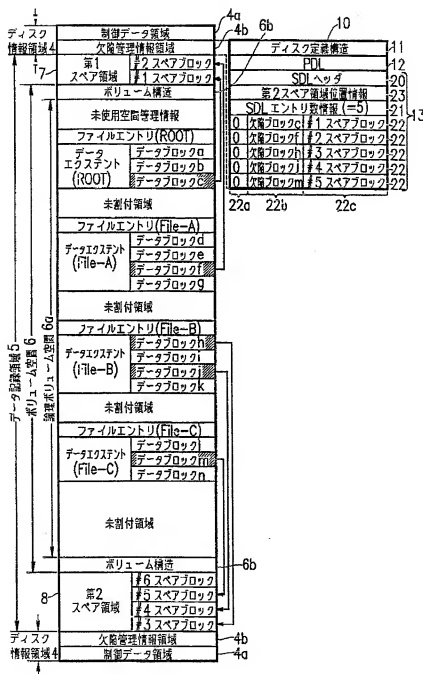 制御データ領域
4a
ディスク
情報領域4
欠陥管理情報領域
4b
6b
7
第1
スペア領域
#2 スペアブロック
#1 スペアブロック
ボリューム構造
未使用空間管理情報
ファイルエントリ(ROOT)
データ
エクステント
(ROOT)
データブロックa
データブロックb
データブロックc
未割付領域
ファイルエントリ(File-A)
データエクステント
(File-A)
データブロックd
データブロックe
データブロックf
データブロックg
未割付領域
ファイルエントリ(File-B)
データエクステント
(File-B)
データブロックh
データブロックi
データブロックj
データブロックk
未割付領域
ファイルエントリ(File-C)
データエクステント
(File-C)
データブロックl
データブロックm
データブロックn
未割付領域
ボリューム構造
6b
8
第2
スペア領域
#6 スペアブロック
#5 スペアブロック
#4 スペアブロック
#3 スペアブロック
ディスク
情報領域4
欠陥管理情報領域
4b
制御データ領域
4a
データ記録領域 5
ボリューム空間 6
論理ボリューム空間 6a
10
ディスク定義構造
11
PDL
12
SDLヘッダ
20
第2スペア領域位置情報
23
SDLエントリ数情報(=5)
21
13
0 欠陥ブロックc #1 スペアブロック 22
0 欠陥ブロックf #2 スペアブロック 22
0 欠陥ブロックh #3 スペアブロック 22
0 欠陥ブロックj #4 スペアブロック 22
0 欠陥ブロックm #5 スペアブロック 22
22a 22b 22c